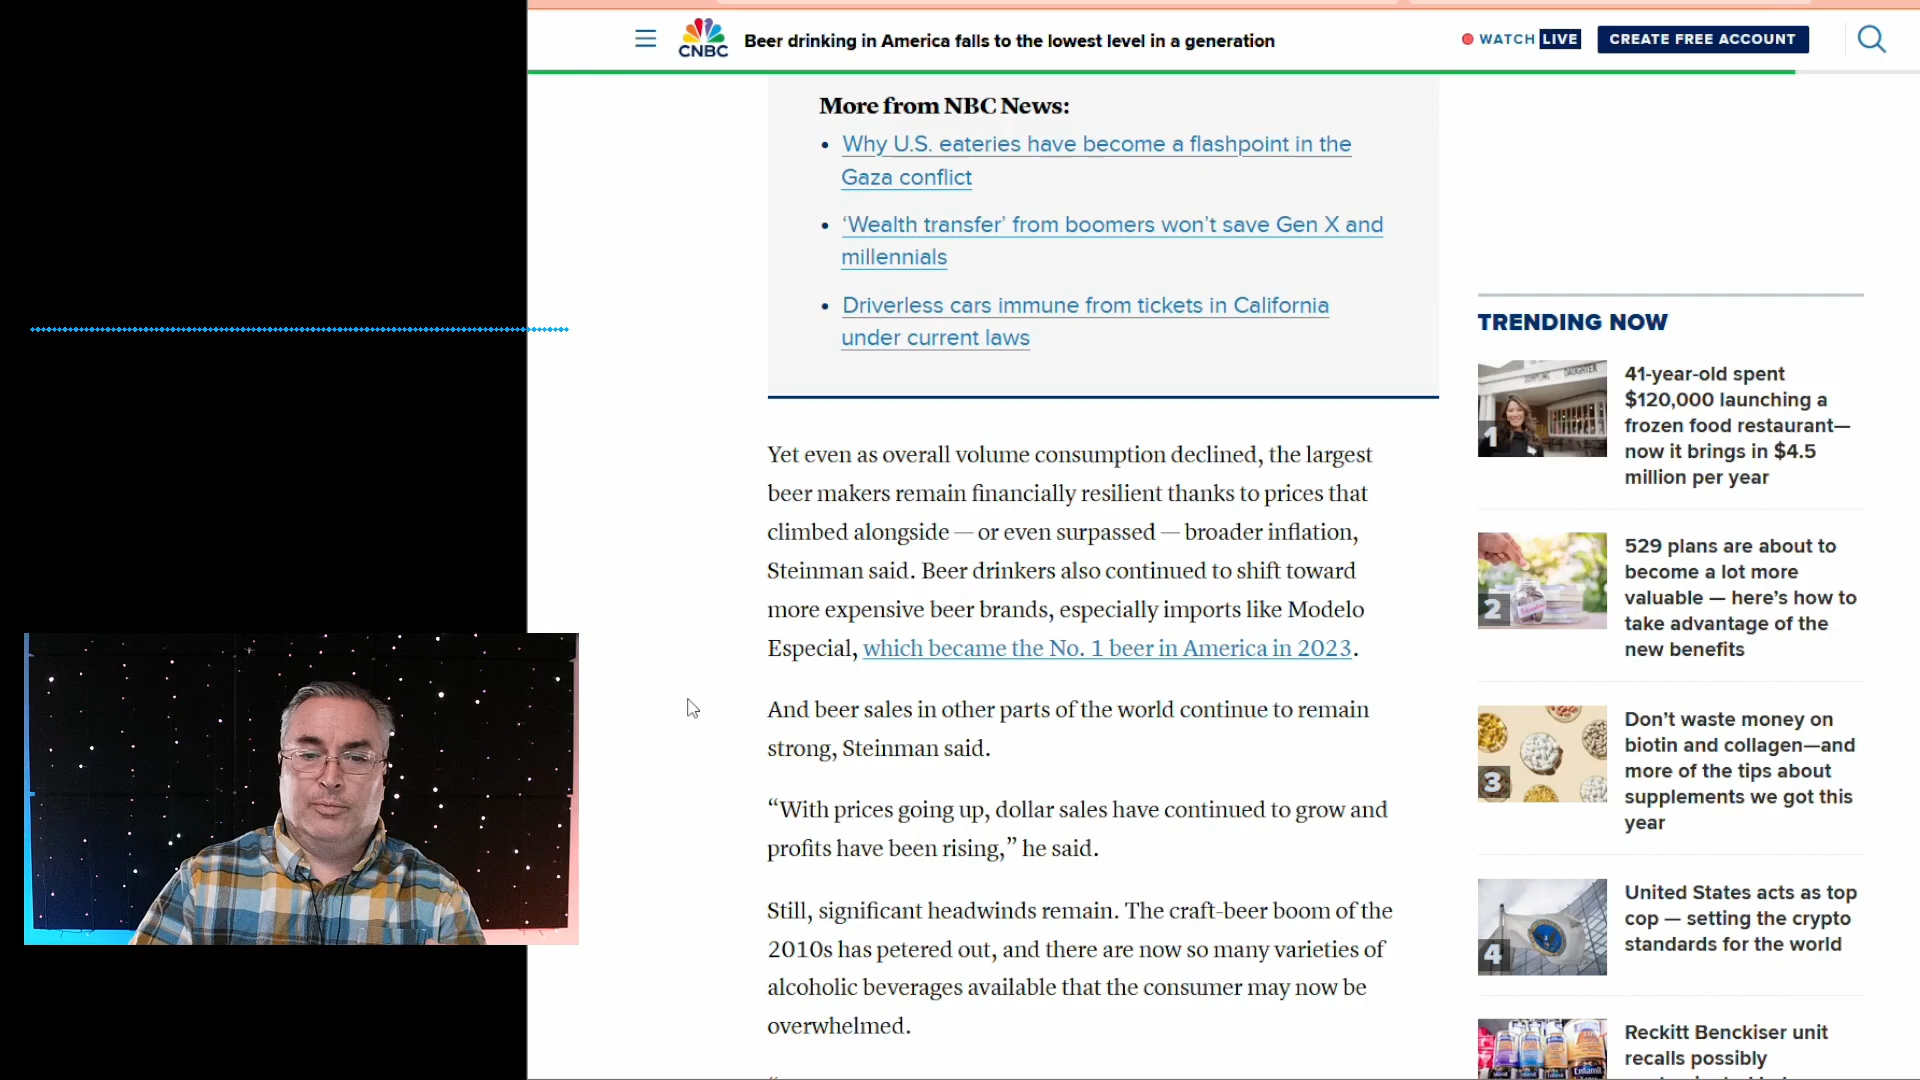 CNBC
Beer drinking in America falls to the lowest level in a generation
WATCH LIVE
CREATE FREE ACCOUNT
More from NBC News:
Why U.S. eateries have become a flashpoint in the
Gaza conflict
‘Wealth transfer’ from boomers won’t save Gen X and
millennials
Driverless cars immune from tickets in California
under current laws
Yet even as overall volume consumption declined, the largest
beer makers remain financially resilient thanks to prices that
climbed alongside — or even surpassed — broader inflation,
Steinman said. Beer drinkers also continued to shift toward
more expensive beer brands, especially imports like Modelo
Especial, which became the No. 1 beer in America in 2023.
And beer sales in other parts of the world continue to remain
strong, Steinman said.
“With prices going up, dollar sales have continued to grow and
profits have been rising,” he said.
Still, significant headwinds remain. The craft-beer boom of the
2010s has petered out, and there are now so many varieties of
alcoholic beverages available that the consumer may now be
overwhelmed.
TRENDING NOW
1
41-year-old spent
$120,000 launching a
frozen food restaurant—
now it brings in $4.5
million per year
2
529 plans are about to
become a lot more
valuable — here’s how to
take advantage of the
new benefits
3
Don’t waste money on
biotin and collagen—and
more of the tips about
supplements we got this
year
4
United States acts as top
cop — setting the crypto
standards for the world
Reckitt Benckiser unit
recalls possibly
Enfamil